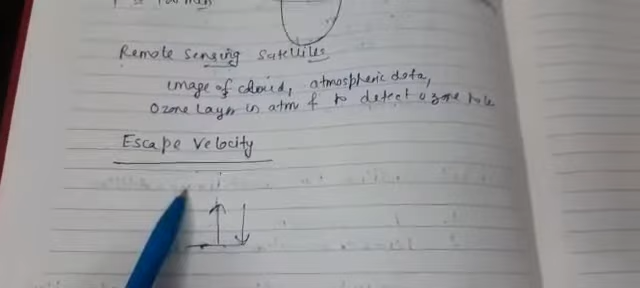 Remote Sensing Satellites
image of cloud, atmospheric data,
Ozone Layer in atm & to detect ozone hole
Escape Velocity